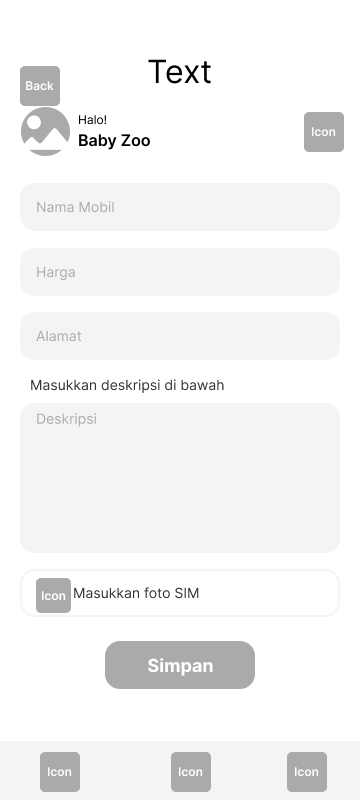 Text
Back
Halo!
Baby Zoo
Icon
Nama Mobil
Harga
Alamat
Masukkan deskripsi di bawah
Deskripsi
Icon Masukkan foto SIM
Simpan
Icon Icon Icon